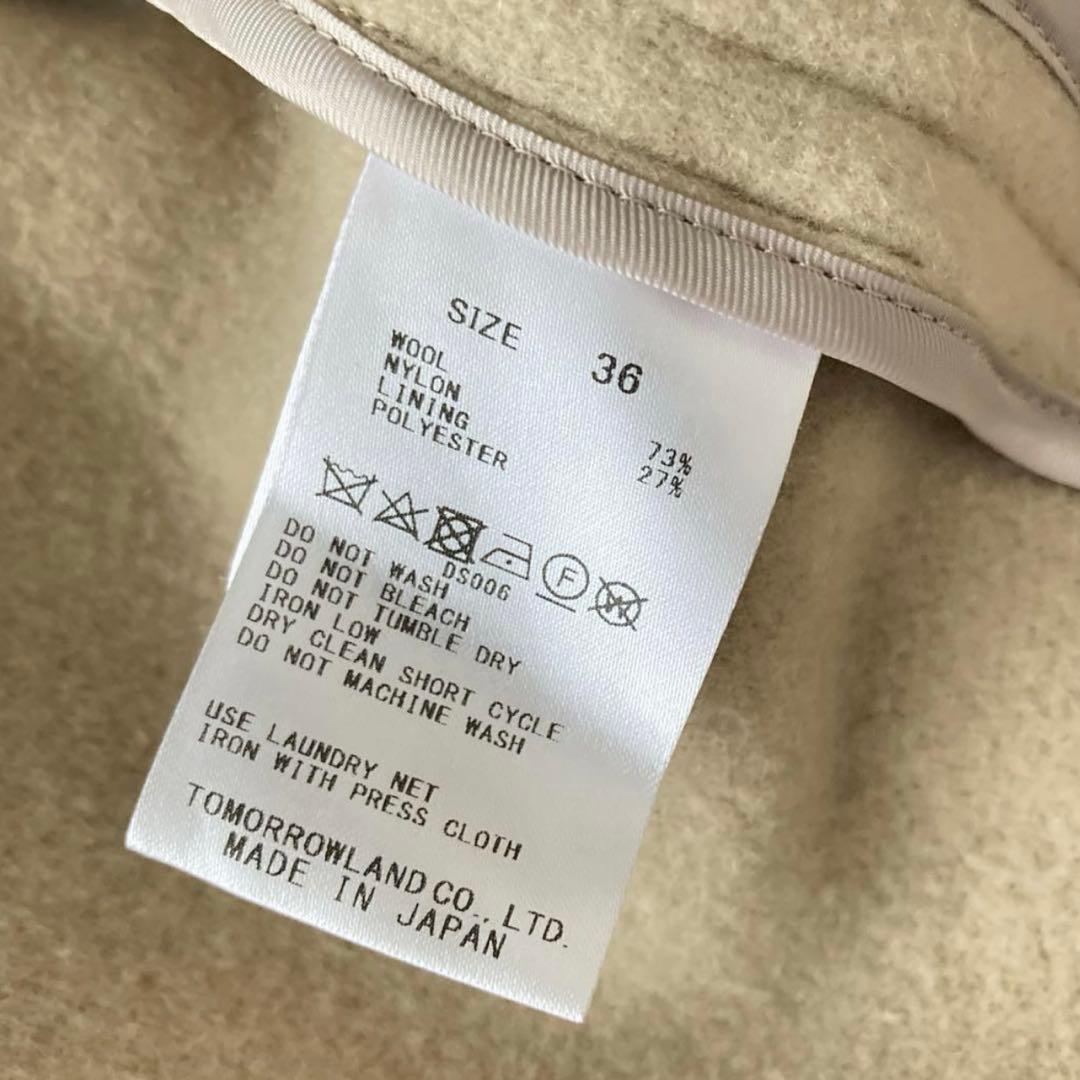 SIZE 36
WOOL 73%
NYLON 27%
LINING
POLYESTER
F
W
DS006
DO NOT WASH
DO NOT BLEACH
DO NOT TUMBLE DRY
IRON LOW
DRY CLEAN SHORT CYCLE
DO NOT MACHINE WASH
USE LAUNDRY NET
IRON WITH PRESS CLOTH
TOMORROWLAND CO., LTD.
MADE IN JAPAN